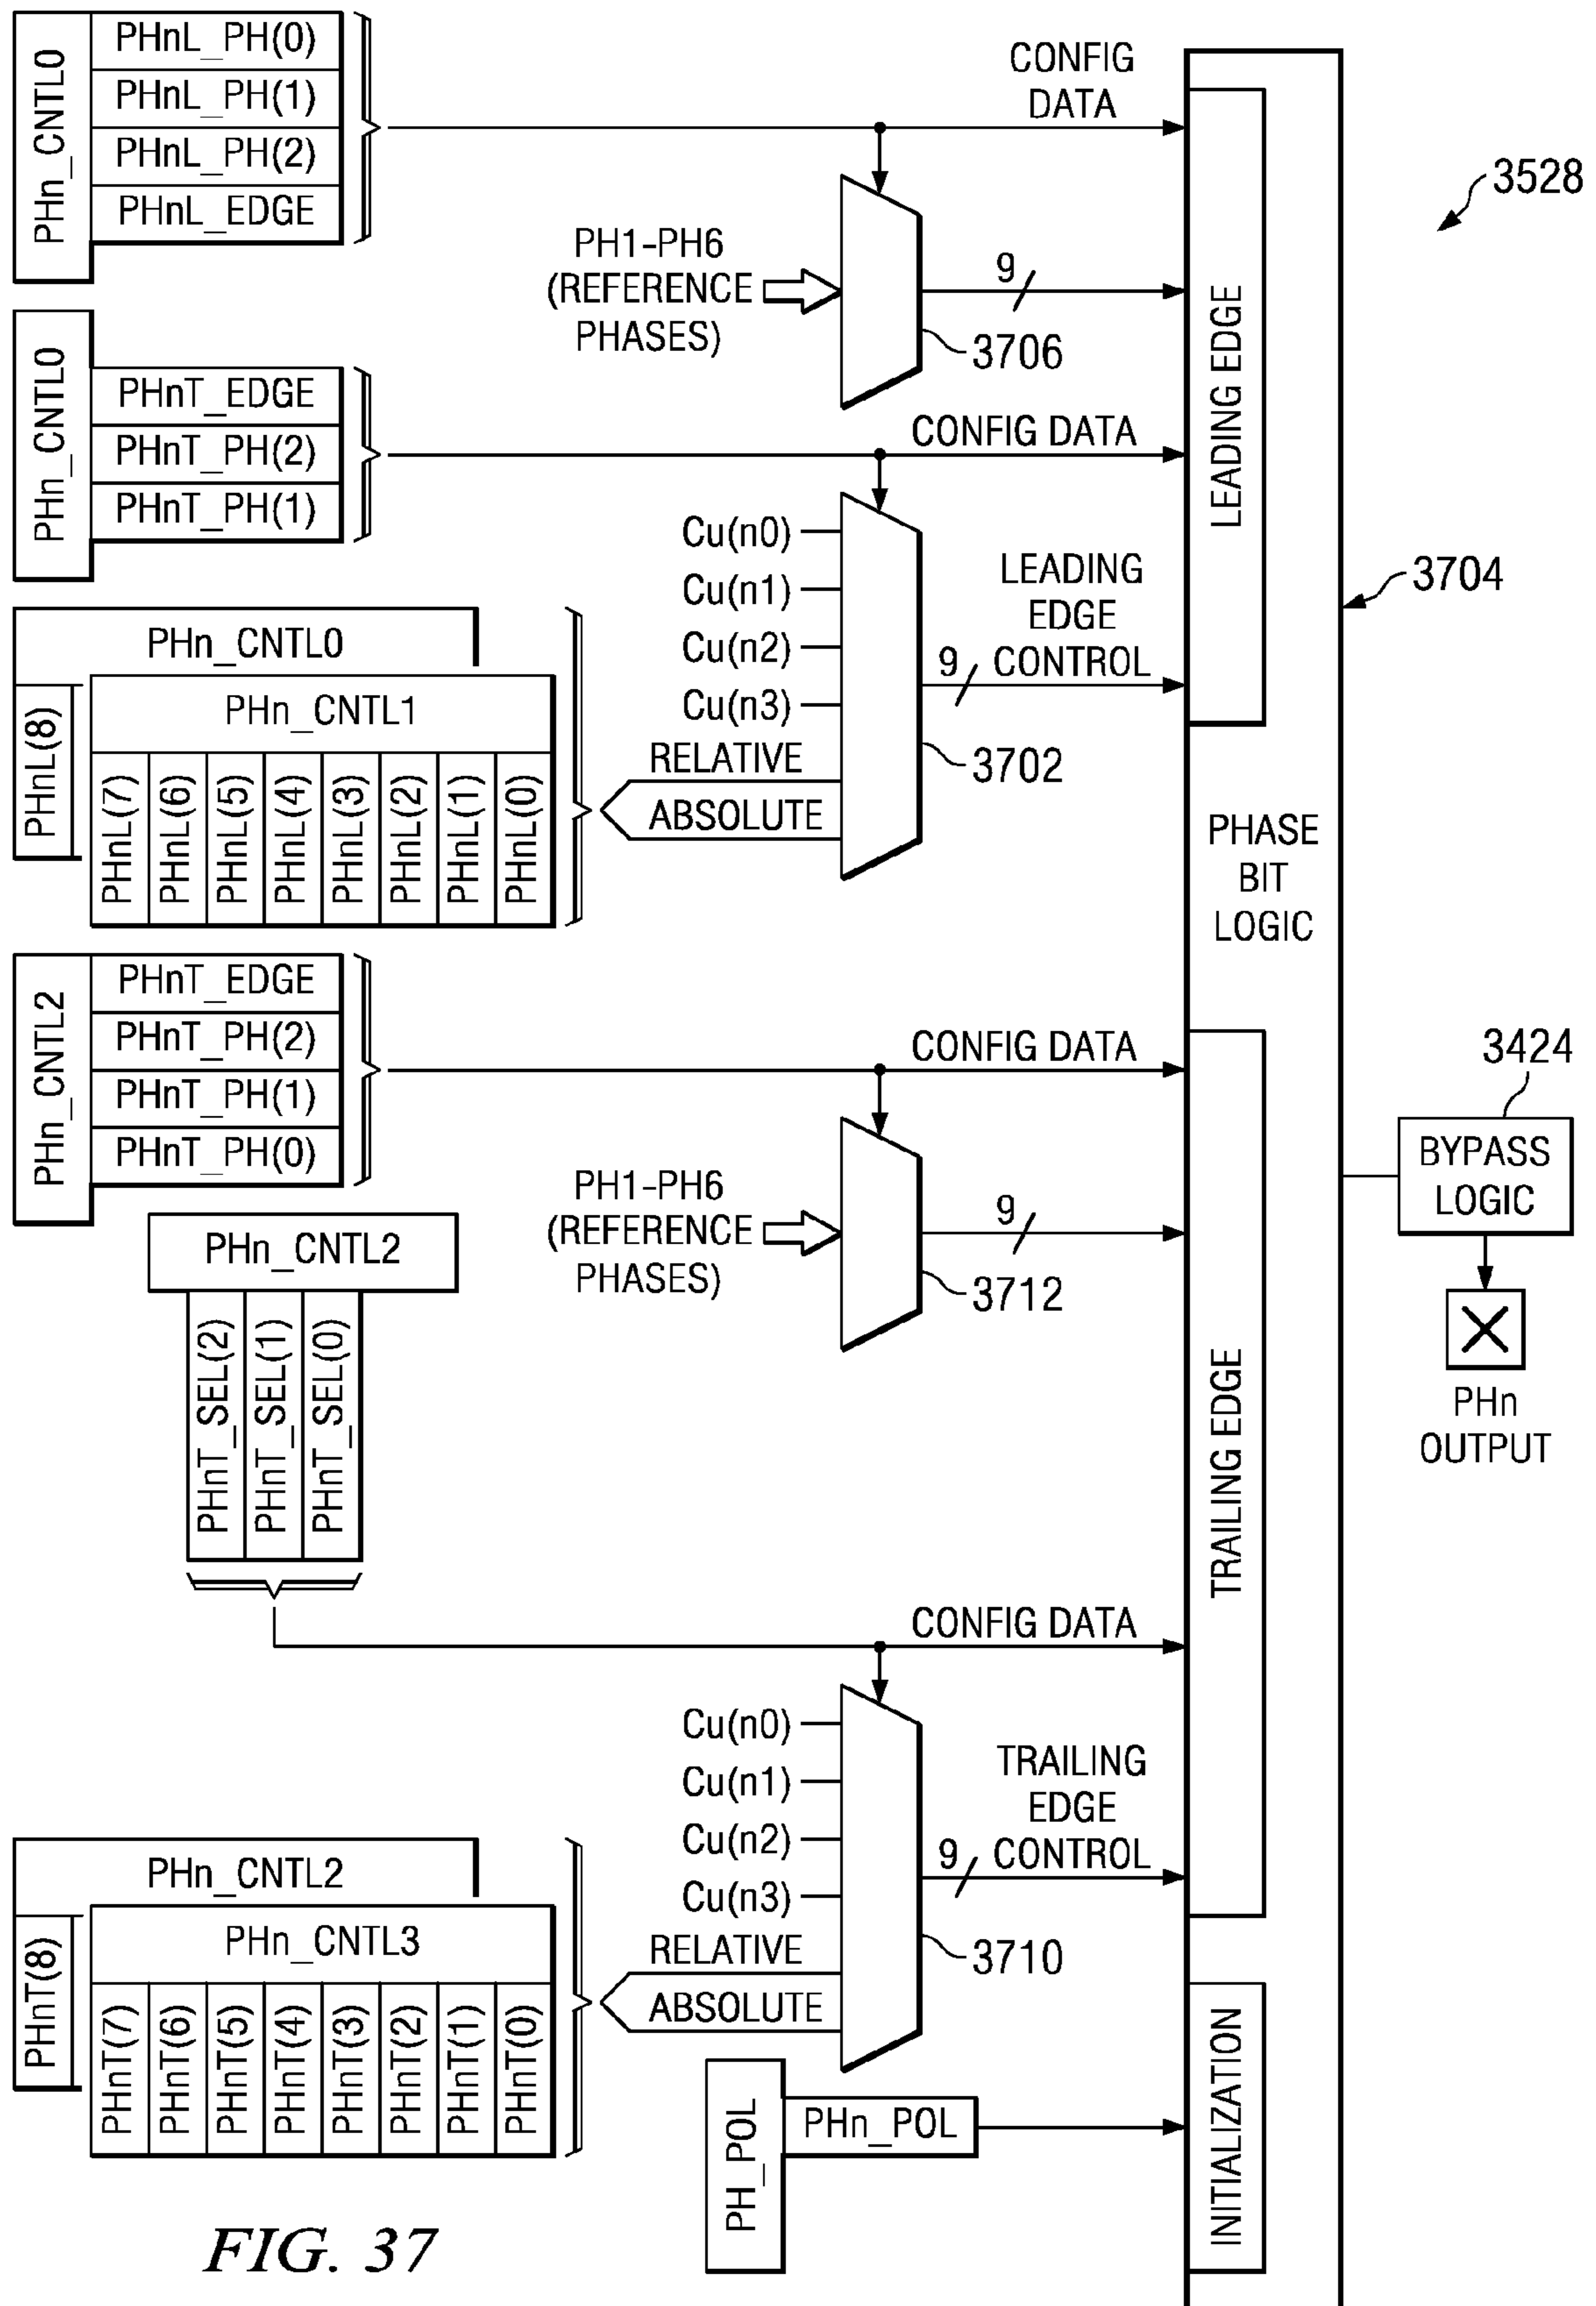 PHn_CNTL0
PHnL_PH(0)
PHnL_PH(1)
PHnL_PH(2)
PHnL_EDGE
CONFIG
DATA
3528
PH1-PH6
(REFERENCE
PHASES)
9
3706
LEADING EDGE
PHn_CNTL0
PHnT_EDGE
PHnT_PH(2)
PHnT_PH(1)
CONFIG DATA
Cu(n0)
Cu(n1)
Cu(n2)
Cu(n3)
RELATIVE
ABSOLUTE
LEADING
EDGE
9 CONTROL
3702
3704
PHn_CNTL0
PHnL(8)
PHn_CNTL1
PHnL(7)
PHnL(6)
PHnL(5)
PHnL(4)
PHnL(3)
PHnL(2)
PHnL(1)
PHnL(0)
PHASE
BIT
LOGIC
PHn_CNTL2
PHnT_EDGE
PHnT_PH(2)
PHnT_PH(1)
PHnT_PH(0)
CONFIG DATA
PH1-PH6
(REFERENCE
PHASES)
9
3712
3424
BYPASS
LOGIC
PHn
OUTPUT
PHn_CNTL2
PHnT_SEL(2)
PHnT_SEL(1)
PHnT_SEL(0)
TRAILING EDGE
CONFIG DATA
Cu(n0)
Cu(n1)
Cu(n2)
Cu(n3)
RELATIVE
ABSOLUTE
TRAILING
EDGE
9 CONTROL
3710
PHn_CNTL2
PHnT(8)
PHn_CNTL3
PHnT(7)
PHnT(6)
PHnT(5)
PHnT(4)
PHnT(3)
PHnT(2)
PHnT(1)
PHnT(0)
PH_POL
PHn_POL
INITIALIZATION
FIG. 37